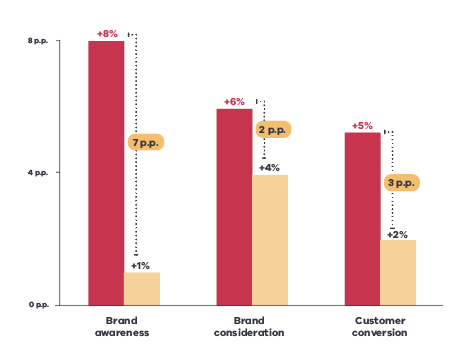 +8%
8 p.p.
+6%
+5%
2 p.p.
7 p.p.
+4%
4 p.p.
3 p.p.
+2%
+1%
0 p.p.
Brand
awareness
Brand
consideration
Customer
conversion